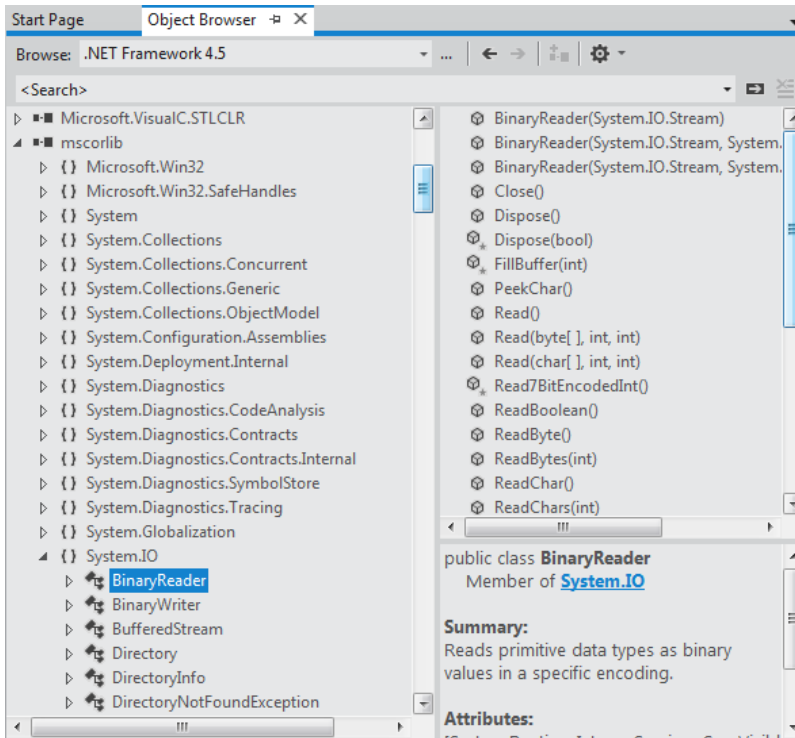 Start Page
Object Browser
Browse: .NET Framework 4.5
...
<Search>
Microsoft.VisualC.STLCLR
mscorlib
{} Microsoft.Win32
{} Microsoft.Win32.SafeHandles
{} System
{} System.Collections
{} System.Collections.Concurrent
{} System.Collections.Generic
{} System.Collections.ObjectModel
{} System.Configuration.Assemblies
{} System.Deployment.Internal
{} System.Diagnostics
{} System.Diagnostics.CodeAnalysis
{} System.Diagnostics.Contracts
{} System.Diagnostics.Contracts.Internal
{} System.Diagnostics.SymbolStore
{} System.Diagnostics.Tracing
{} System.Globalization
{} System.IO
BinaryReader
BinaryWriter
BufferedStream
Directory
DirectoryInfo
DirectoryNotFoundException
BinaryReader(System.IO.Stream)
BinaryReader(System.IO.Stream, System.
BinaryReader(System.IO.Stream, System.
Close()
Dispose()
Dispose(bool)
FillBuffer(int)
PeekChar()
Read()
Read(byte[ ], int, int)
Read(char[ ], int, int)
Read7BitEncodedInt()
ReadBoolean()
ReadByte()
ReadBytes(int)
ReadChar()
ReadChars(int)
public class BinaryReader
Member of System.IO
Summary:
Reads primitive data types as binary
values in a specific encoding.
Attributes: